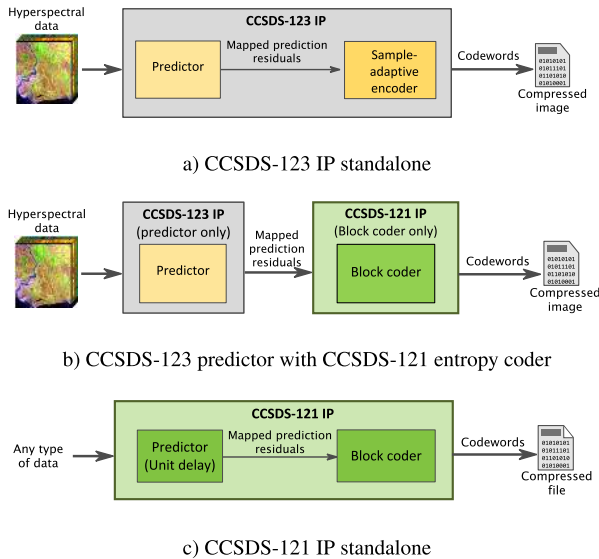 Hyperspectral
data
CCSDS-123 IP
Predictor
Mapped prediction
residuals
Sample-
adaptive
encoder
Codewords
01010101
01011101
01101010
01010001
Compressed
image
a) CCSDS-123 IP standalone
Hyperspectral
data
CCSDS-123 IP
(predictor only)
Predictor
Mapped
prediction
residuals
CCSDS-121 IP
(Block coder only)
Block coder
Codewords
01010101
01011101
01101010
01010001
Compressed
image
b) CCSDS-123 predictor with CCSDS-121 entropy coder
Any type
of data
CCSDS-121 IP
Predictor
(Unit delay)
Mapped prediction
residuals
Block coder
Codewords
01010101
01011101
01101010
01010001
Compressed
file
c) CCSDS-121 IP standalone